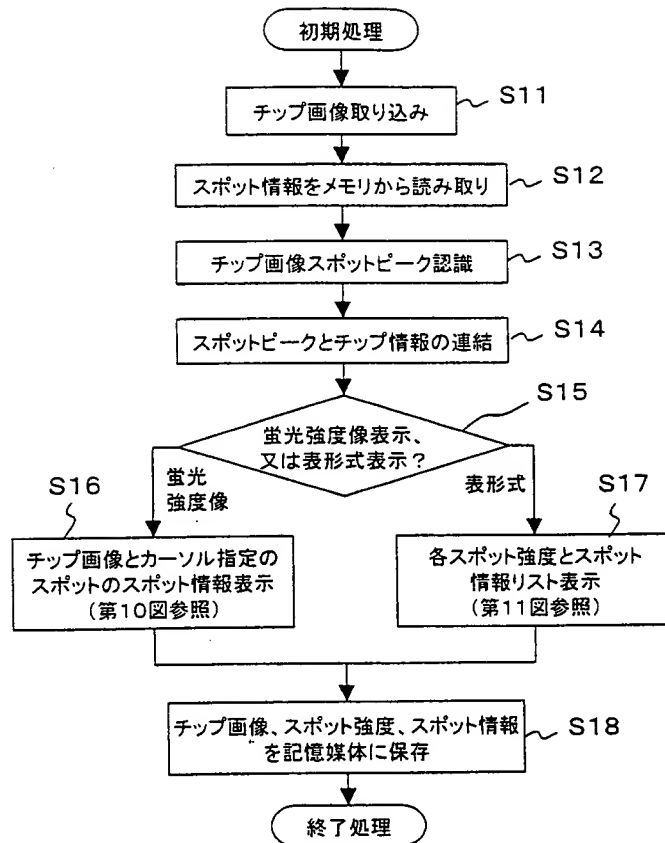 初期処理
チップ画像取り込み
S11
スポット情報をメモリから読み取り
S12
チップ画像スポットピーク認識
S13
スポットピークとチップ情報の連結
S14
S15
蛍光強度像表示、
又は表形式表示?
蛍光
強度像
表形式
S16
チップ画像とカーソル指定の
スポットのスポット情報表示
(第10図参照)
S17
各スポット強度とスポット
情報リスト表示
(第11図参照)
チップ画像、スポット強度、スポット情報
を記憶媒体に保存
S18
終了処理